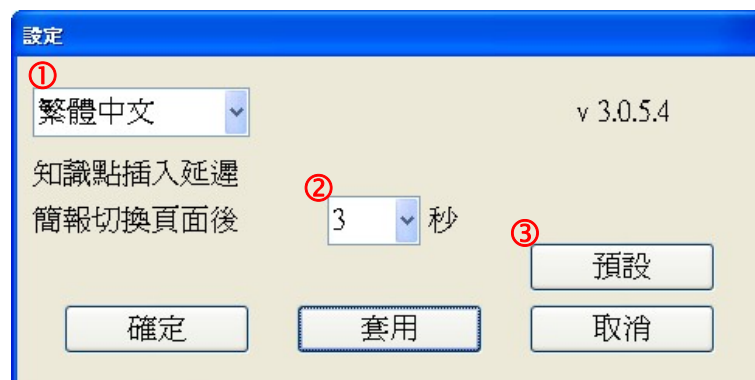 設定
①
繁體中文
v 3.0.5.4
知識點插入延遲
②
簡報切換頁面後 3 秒
③
預設
確定 套用 取消